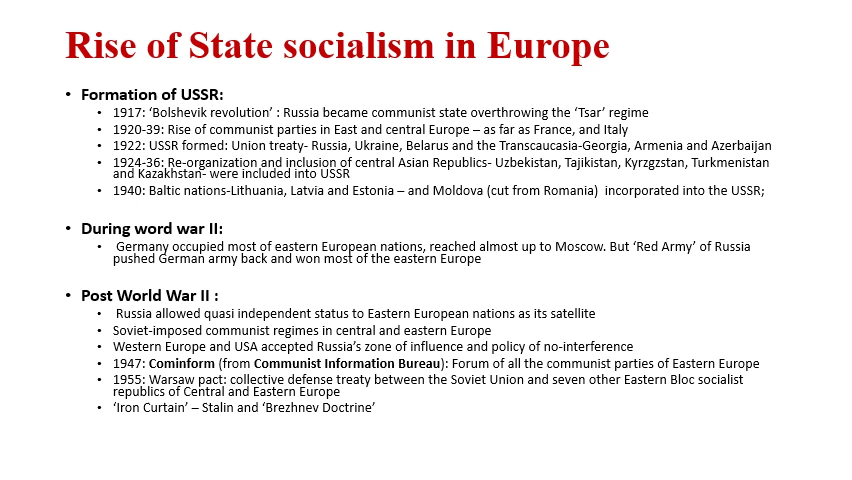 Rise of State socialism in Europe
• Formation of USSR:
• 1917: ‘Bolshevik revolution’ : Russia became communist state overthrowing the ‘Tsar’ regime
• 1920-39: Rise of communist parties in East and central Europe – as far as France, and Italy
• 1922: USSR formed: Union treaty- Russia, Ukraine, Belarus and the Transcaucasia-Georgia, Armenia and Azerbaijan
• 1924-36: Re-organization and inclusion of central Asian Republics- Uzbekistan, Tajikistan, Kyrgzgstan, Turkmenistan
and Kazakhstan- were included into USSR
• 1940: Baltic nations-Lithuania, Latvia and Estonia – and Moldova (cut from Romania)  incorporated into the USSR;
• During word war II:
• Germany occupied most of eastern European nations, reached almost up to Moscow. But ‘Red Army’ of Russia
pushed German army back and won most of the eastern Europe
• Post World War II :
• Russia allowed quasi independent status to Eastern European nations as its satellite
• Soviet-imposed communist regimes in central and eastern Europe
• Western Europe and USA accepted Russia’s zone of influence and policy of no-interference
• 1947: Cominform (from Communist Information Bureau): Forum of all the communist parties of Eastern Europe
• 1955: Warsaw pact: collective defense treaty between the Soviet Union and seven other Eastern Bloc socialist
republics of Central and Eastern Europe
• ‘Iron Curtain’ – Stalin and ‘Brezhnev Doctrine’